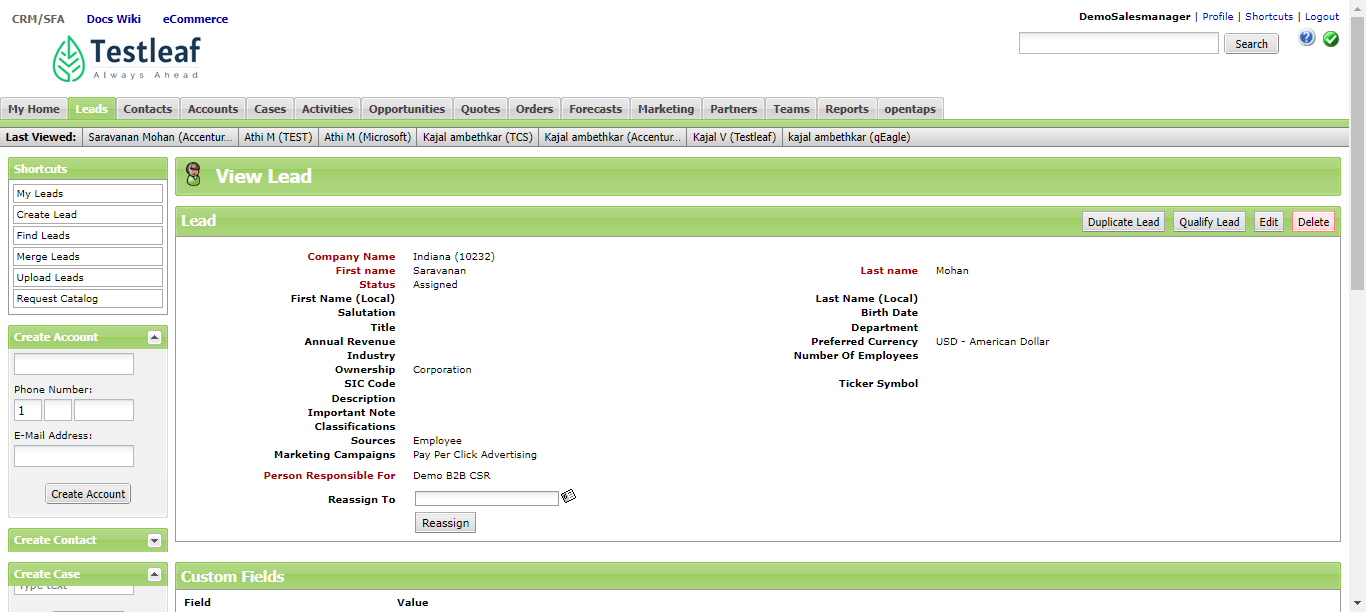 CRM/SFA Docs Wiki eCommerce
DemoSalesmanager | Profile | Shortcuts | Logout
Testleaf
Always Ahead
Search
My Home Leads Contacts Accounts Cases Activities Opportunities Quotes Orders Forecasts Marketing Partners Teams Reports opentaps
Last Viewed: Saravanan Mohan (Accentur... Athi M (TEST) Athi M (Microsoft) Kajal ambethkar (TCS) Kajal ambethkar (Accentur... Kajal V (Testleaf) kajal ambethkar (qEagle)
Shortcuts
My Leads
Create Lead
Find Leads
Merge Leads
Upload Leads
Request Catalog
Create Account
Phone Number:
1
E-Mail Address:
Create Account
Create Contact
Create Case
Type text
View Lead
Lead
Duplicate Lead Qualify Lead Edit Delete
Company Name Indiana (10232)
First name Saravanan Last name Mohan
Status Assigned
First Name (Local) Last Name (Local)
Salutation Birth Date
Title Department
Annual Revenue Preferred Currency USD - American Dollar
Industry Number Of Employees
Ownership Corporation
SIC Code Ticker Symbol
Description
Important Note
Classifications
Sources Employee
Marketing Campaigns Pay Per Click Advertising
Person Responsible For Demo B2B CSR
Reassign To
Reassign
Custom Fields
Field Value